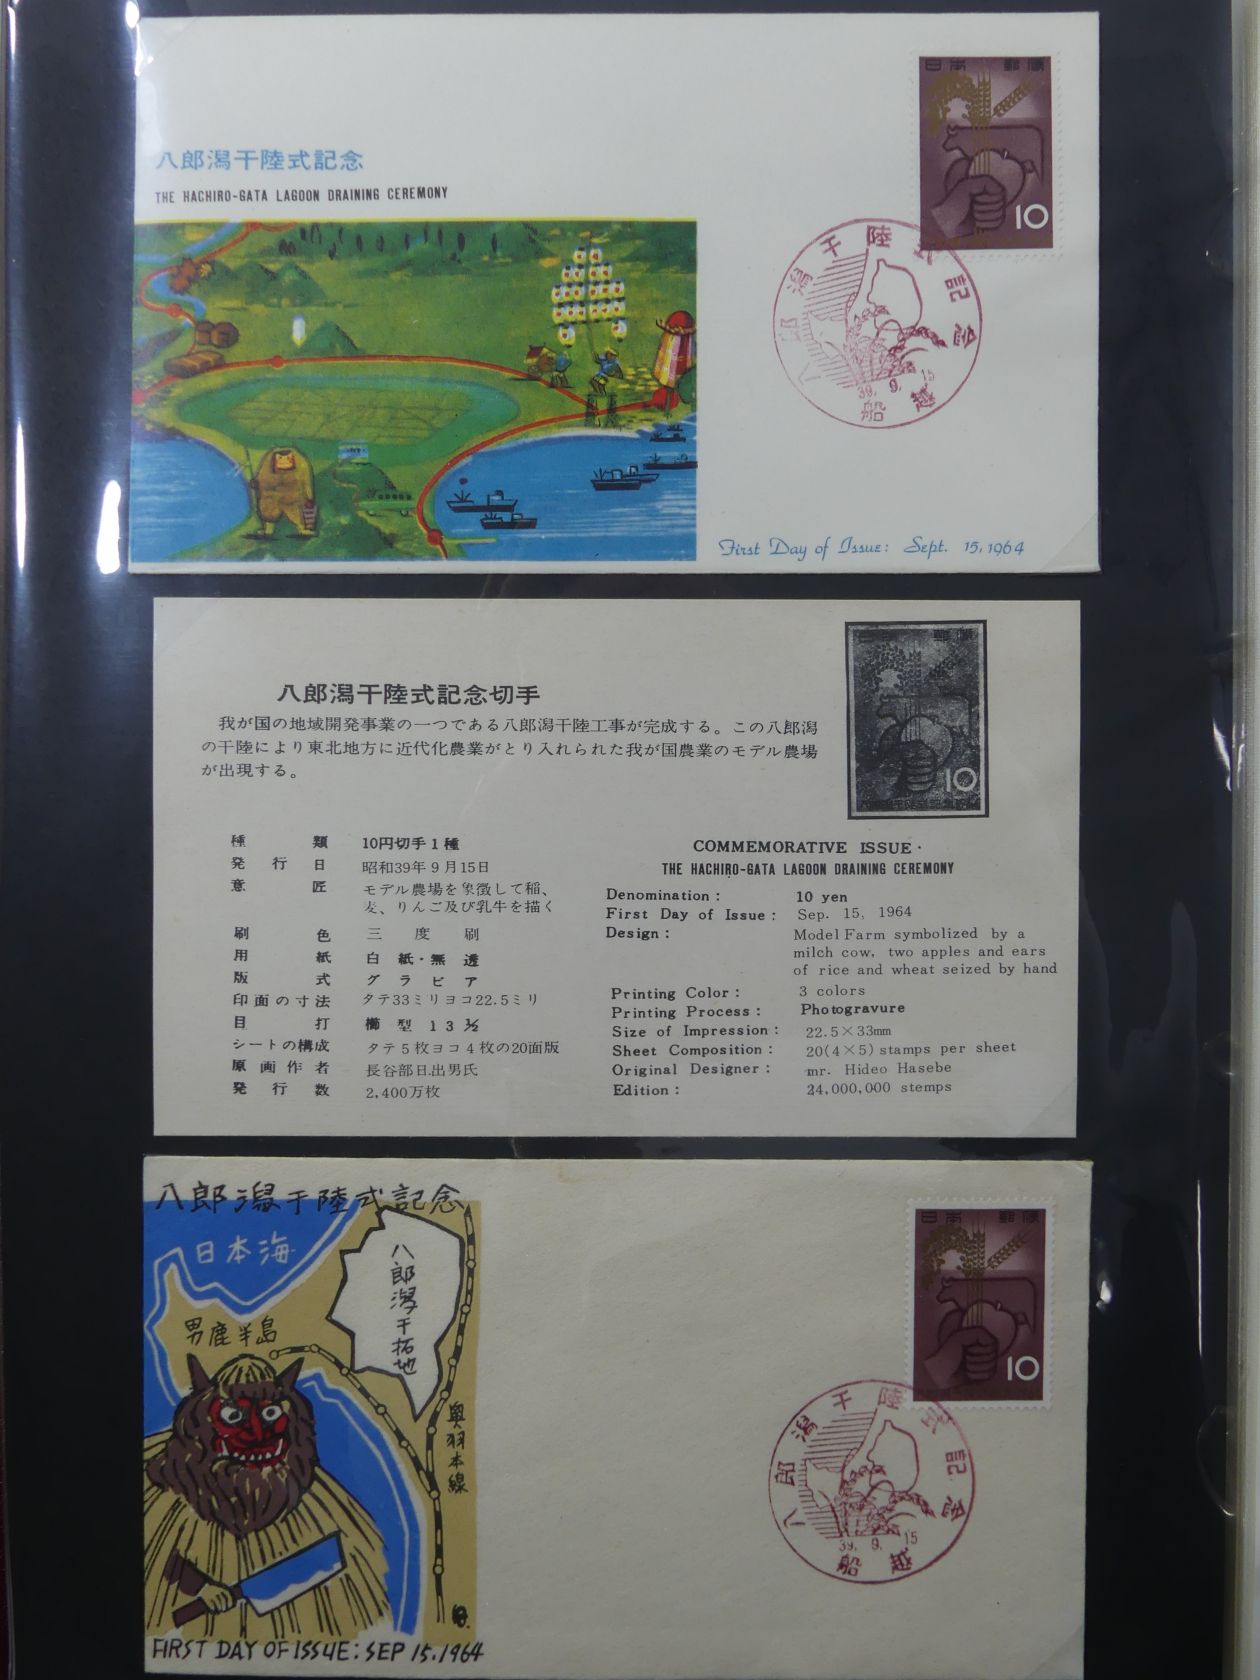 日本郵便
10
八郎潟干陸式記念
THE HACHIRO-GATA LAGOON DRAINING CEREMONY
八郎潟干陸式記念
39. 9. 15
船越
First Day of Issue: Sept. 15, 1964
八郎潟干陸式記念切手
我が国の地域開発事業の一つである八郎潟干陸工事が完成する。この八郎潟
の干陸により東北地方に近代化農業がとり入れられた我が国農業のモデル農場
が出現する。
日本郵便
10
種類 10円切手1種
発行日 昭和39年9月15日
意匠 モデル農場を象徴して稲、
麦、りんご及び乳牛を描く
刷色 三度刷
用紙 白紙・無透
版式 グラビア
印面の寸法 タテ33ミリヨコ22.5ミリ
目打 櫛型13½
シートの構成 タテ5枚ヨコ4枚の20面版
原画作者 長谷部日出男氏
発行数 2,400万枚
COMMEMORATIVE ISSUE・
THE HACHIRO-GATA LAGOON DRAINING CEREMONY
Denomination: 10 yen
First Day of Issue: Sep. 15, 1964
Design: Model Farm symbolized by a
milch cow, two apples and ears
of rice and wheat seized by hand
Printing Color: 3 colors
Printing Process: Photogravure
Size of Impression: 22.5×33mm
Sheet Composition: 20(4×5) stamps per sheet
Original Designer: mr. Hideo Hasebe
Edition: 24,000,000 stemps
八郎潟干陸式記念
日本海
八郎潟干拓地
男鹿半島
奥羽本線
FIRST DAY OF ISSUE: SEP 15. 1964
日本郵便
10
八郎潟干陸式記念
39. 9. 15
船越